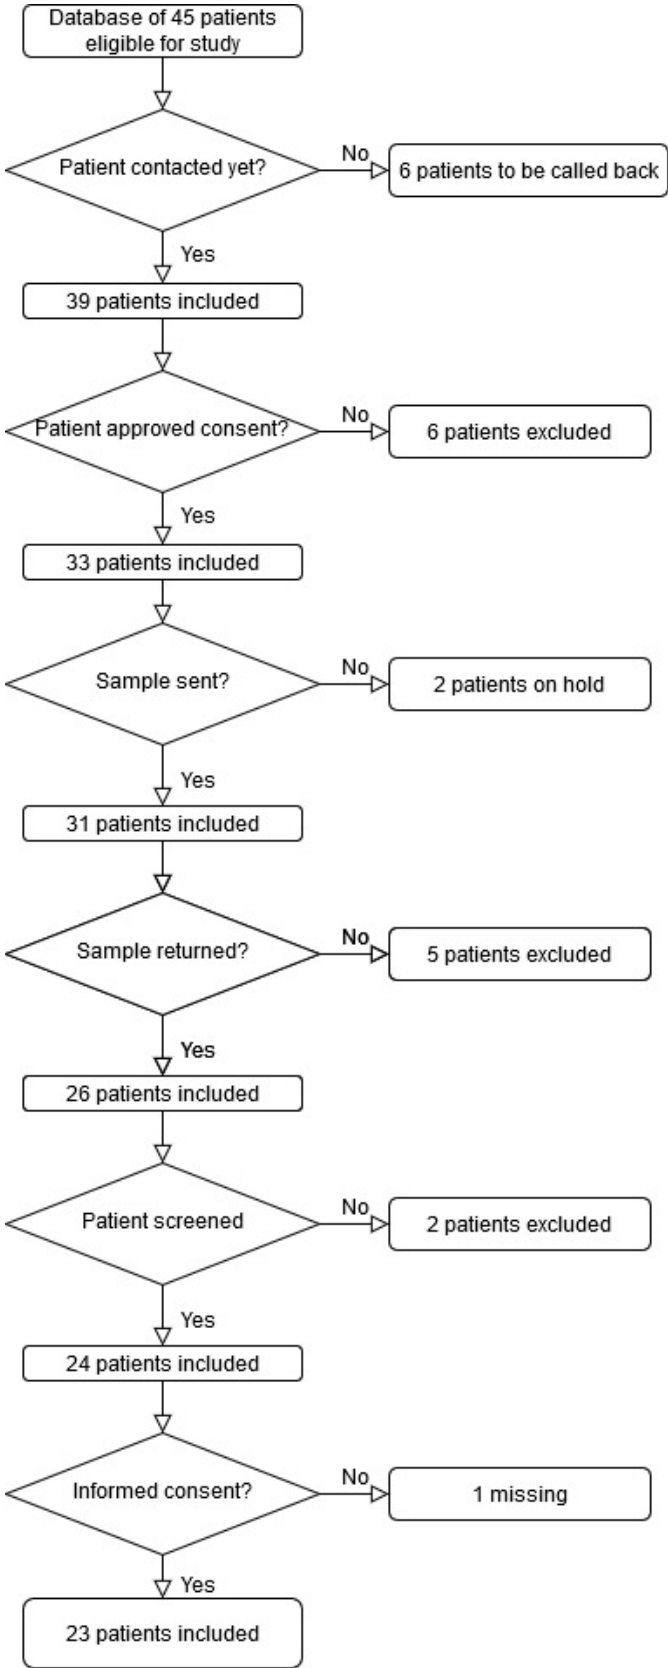 Database of 45 patients
eligible for study
Patient contacted yet?
No
6 patients to be called back
Yes
39 patients included
Patient approved consent?
No
6 patients excluded
Yes
33 patients included
Sample sent?
No
2 patients on hold
Yes
31 patients included
Sample returned?
No
5 patients excluded
Yes
26 patients included
Patient screened
No
2 patients excluded
Yes
24 patients included
Informed consent?
No
1 missing
Yes
23 patients included